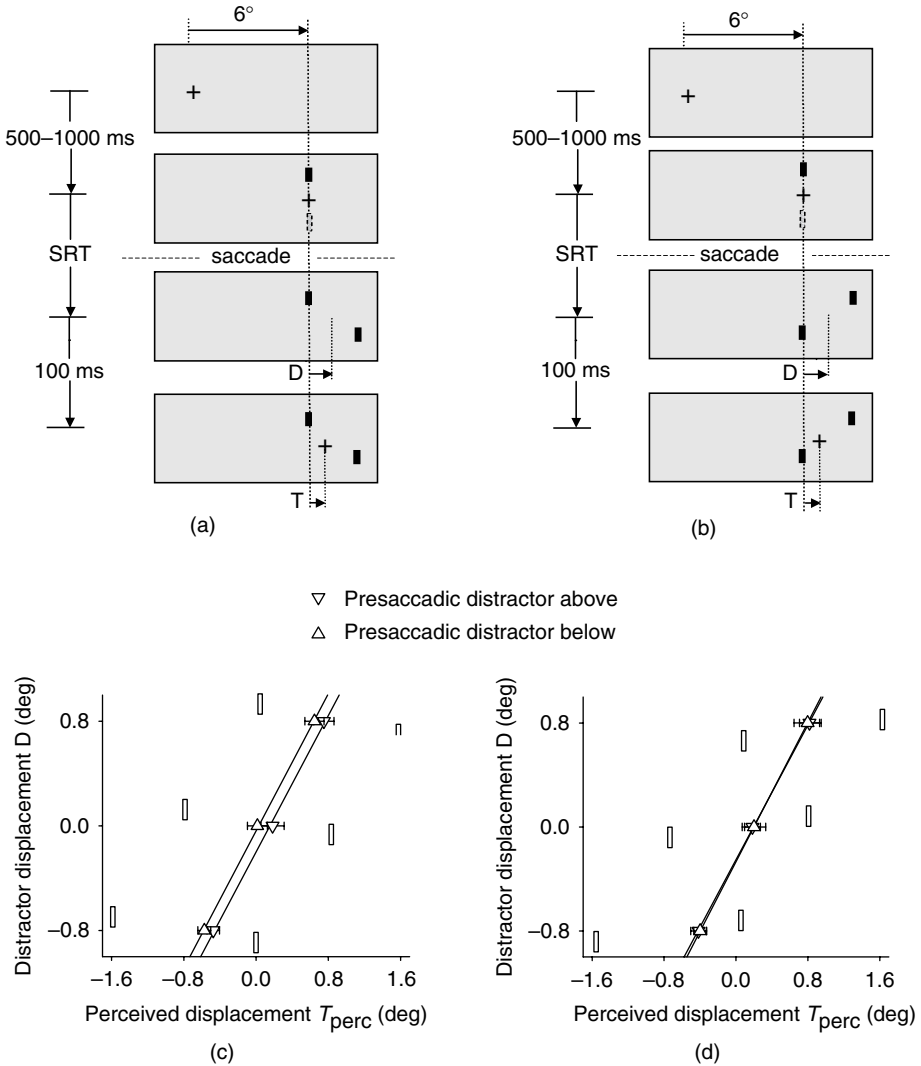 6°
500–1000 ms
SRT
saccade
100 ms
D
T
(a)
6°
500–1000 ms
SRT
saccade
100 ms
D
T
(b)
Presaccadic distractor above
Presaccadic distractor below
Distractor displacement D (deg)
0.8
0.0
−0.8
−1.6 −0.8 0.0 0.8 1.6
Perceived displacement Tperc (deg)
(c)
Distractor displacement D (deg)
0.8
0.0
−0.8
−1.6 −0.8 0.0 0.8 1.6
Perceived displacement Tperc (deg)
(d)